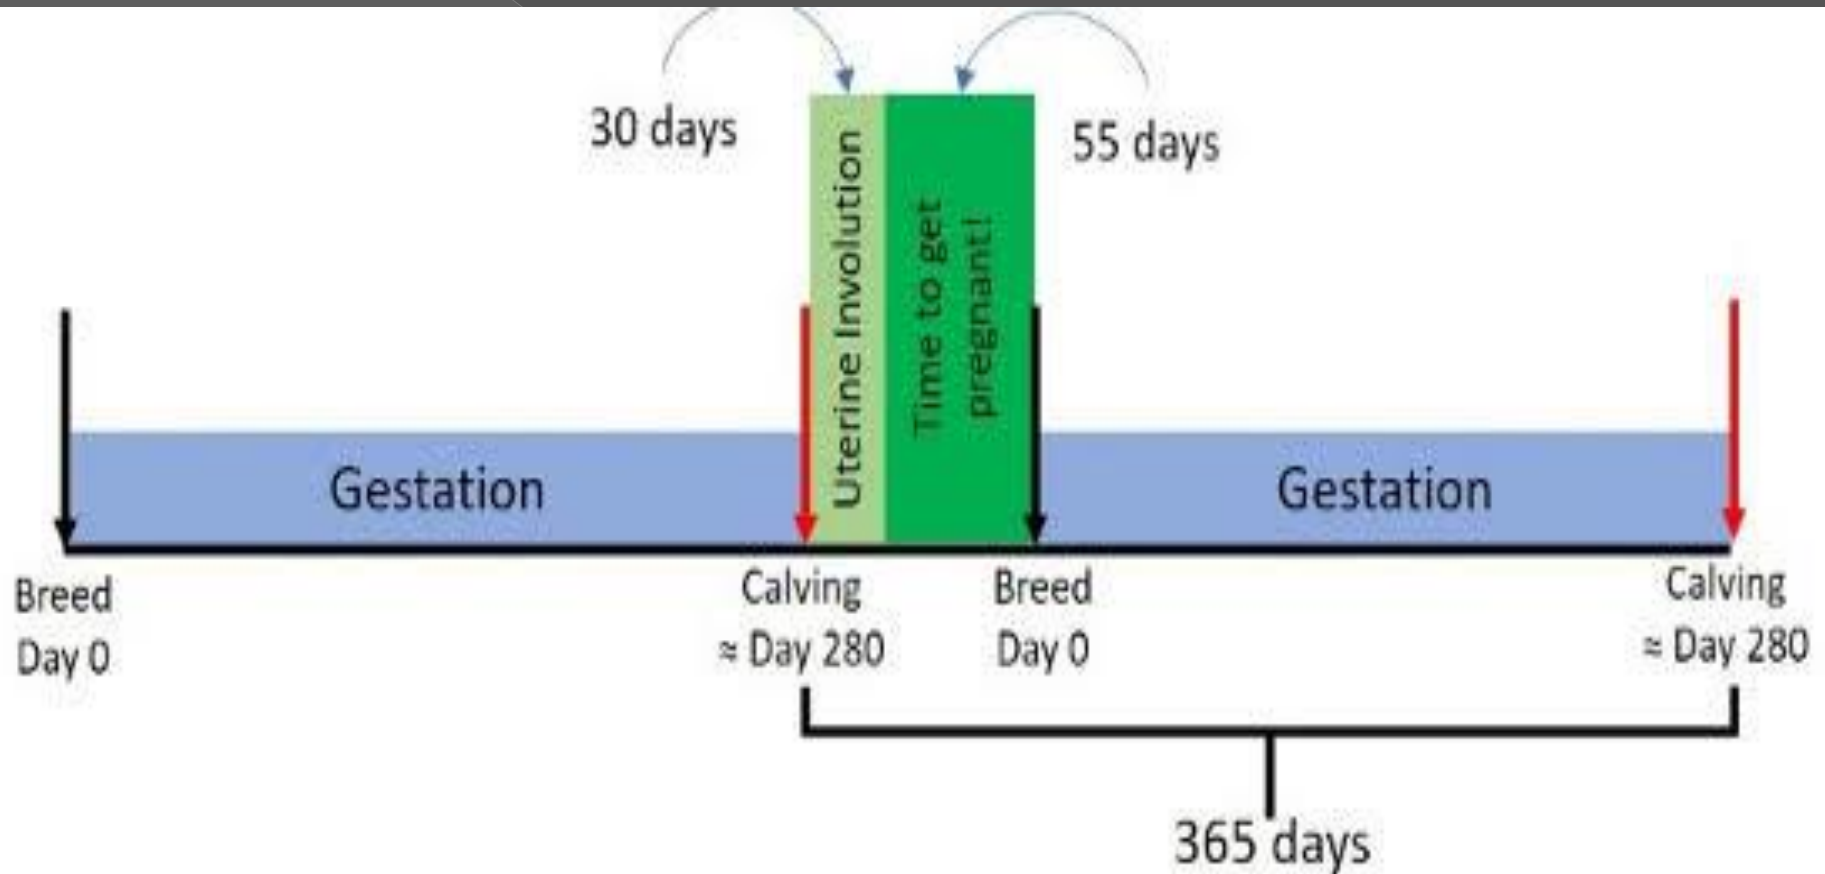 30 days
55 days
Uterine Involution
Time to get
pregnant!
Gestation
Gestation
Breed
Day 0
Calving
≈ Day 280
Breed
Day 0
Calving
≈ Day 280
365 days